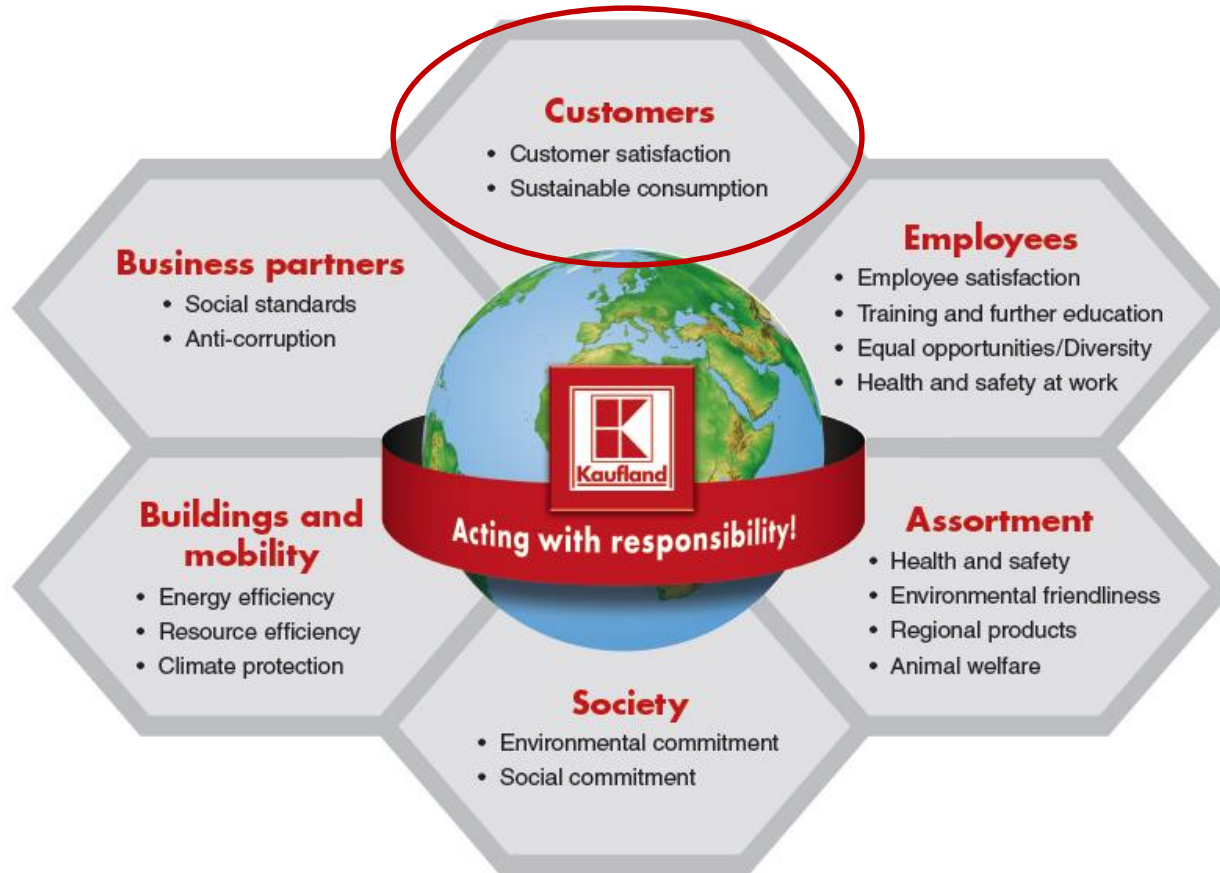 Customers
• Customer satisfaction
• Sustainable consumption
Employees
• Employee satisfaction
• Training and further education
• Equal opportunities/Diversity
• Health and safety at work
Business partners
• Social standards
• Anti-corruption
Kaufland
Acting with responsibility!
Buildings and
mobility
• Energy efficiency
• Resource efficiency
• Climate protection
Assortment
• Health and safety
• Environmental friendliness
• Regional products
• Animal welfare
Society
• Environmental commitment
• Social commitment